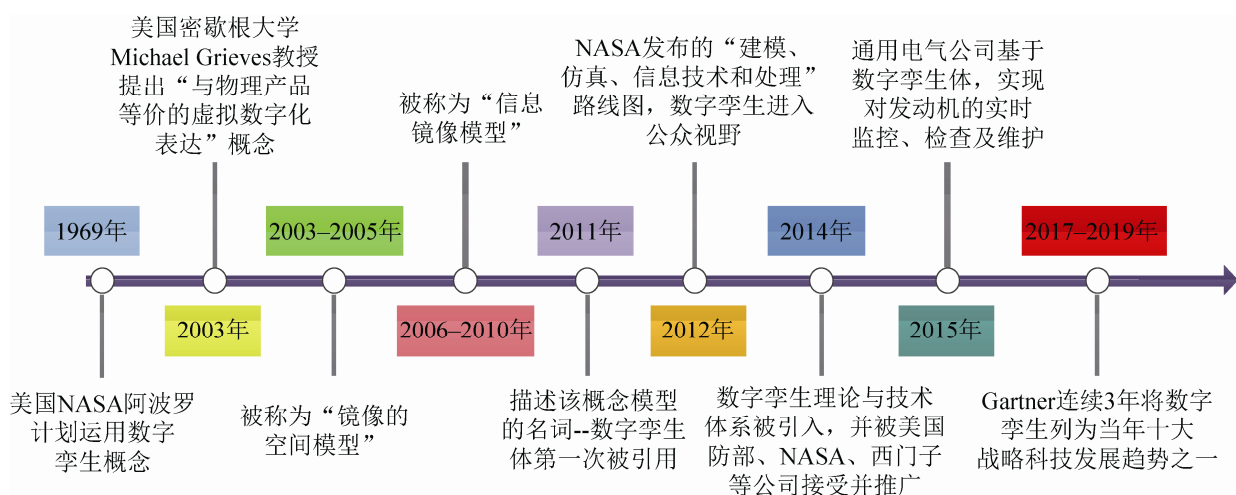 美国密歇根大学
Michael Grieves教授
提出“与物理产品
等价的虚拟数字化
表达”概念
被称为“信息
镜像模型”
NASA发布的“建模、
仿真、信息技术和处理”
路线图，数字孪生进入
公众视野
通用电气公司基于
数字孪生体，实现
对发动机的实时
监控、检查及维护
1969年
2003–2005年
2011年
2014年
2017–2019年
2003年
2006–2010年
2012年
2015年
美国NASA阿波罗
计划运用数字
孪生概念
被称为“镜像的
空间模型”
描述该概念模型
的名词--数字孪生
体第一次被引用
数字孪生理论与技术
体系被引入，并被美国
防部、NASA、西门子
等公司接受并推广
Gartner连续3年将数字
孪生列为当年十大
战略科技发展趋势之一